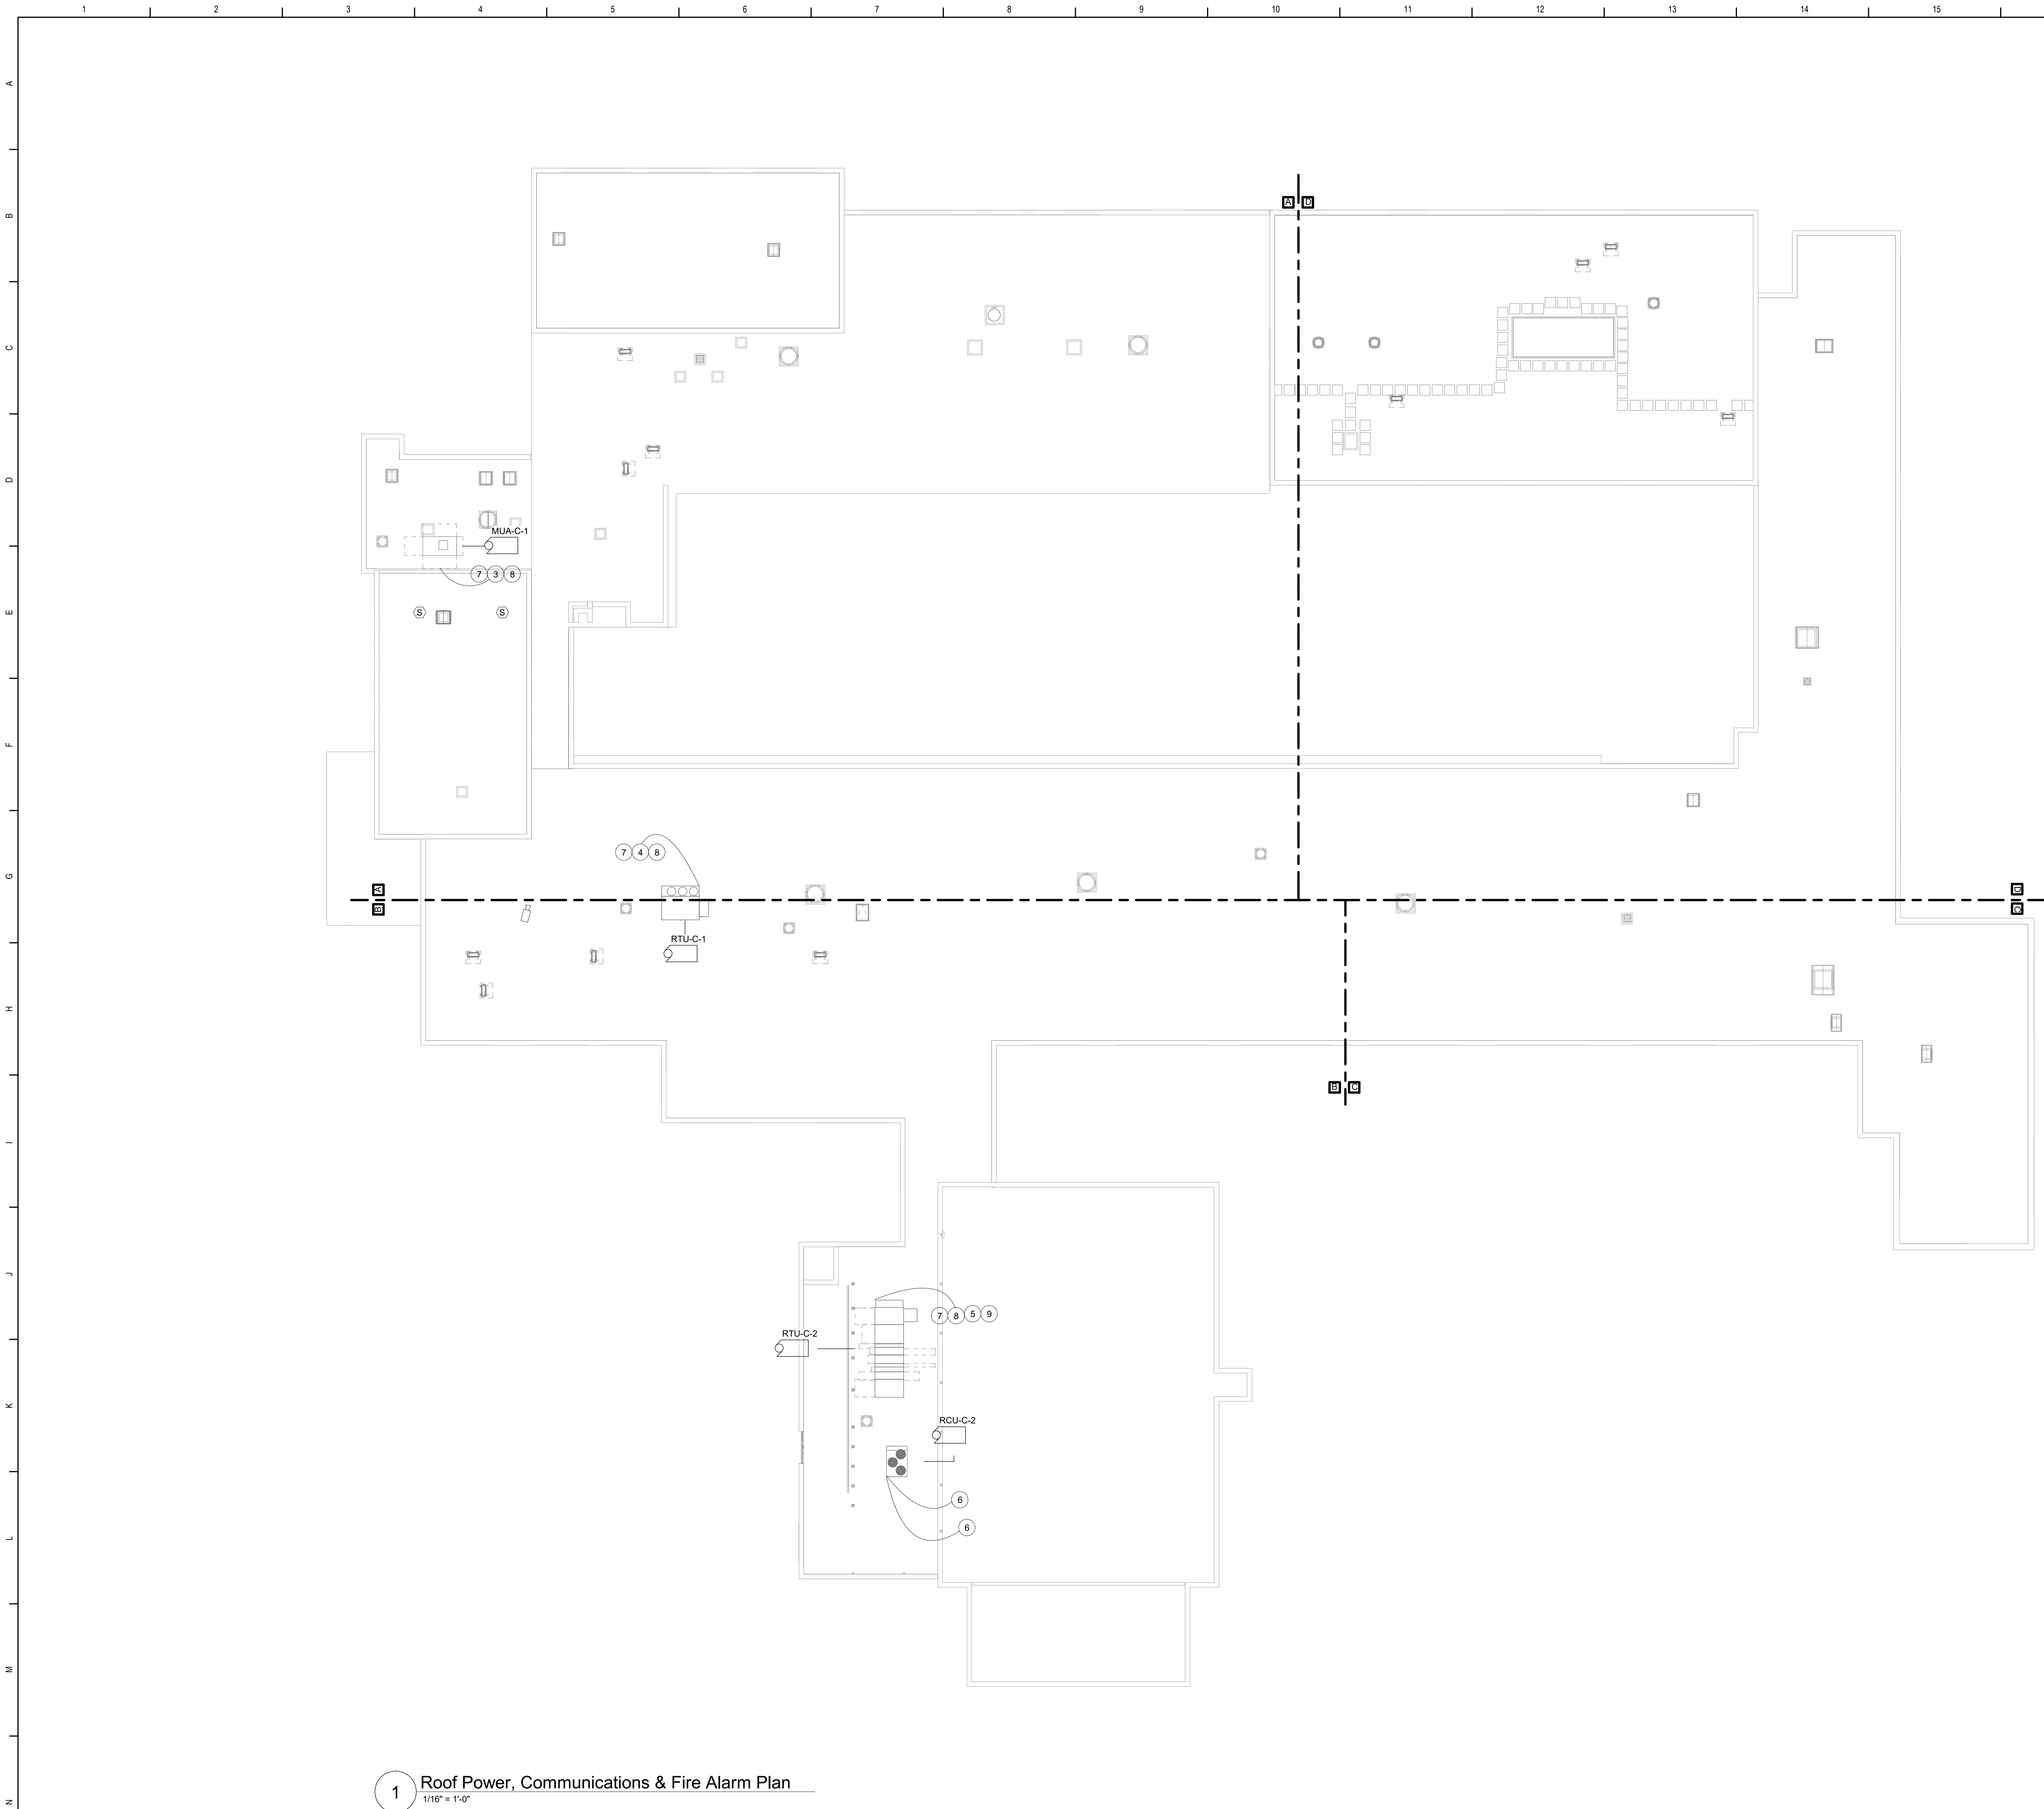 1 2 3 4 5 6 7 8 9 10 11 12 13 14 15
A
B
C
D
E
F
G
H
I
J
K
L
M
N
A D
MUA-C-1
7 3 8
S S
7 4 8
A
B
D
C
RTU-C-1
B C
7 8 5 9
RTU-C-2
RCU-C-2
6
6
1 Roof Power, Communications & Fire Alarm Plan
1/16" = 1'-0"